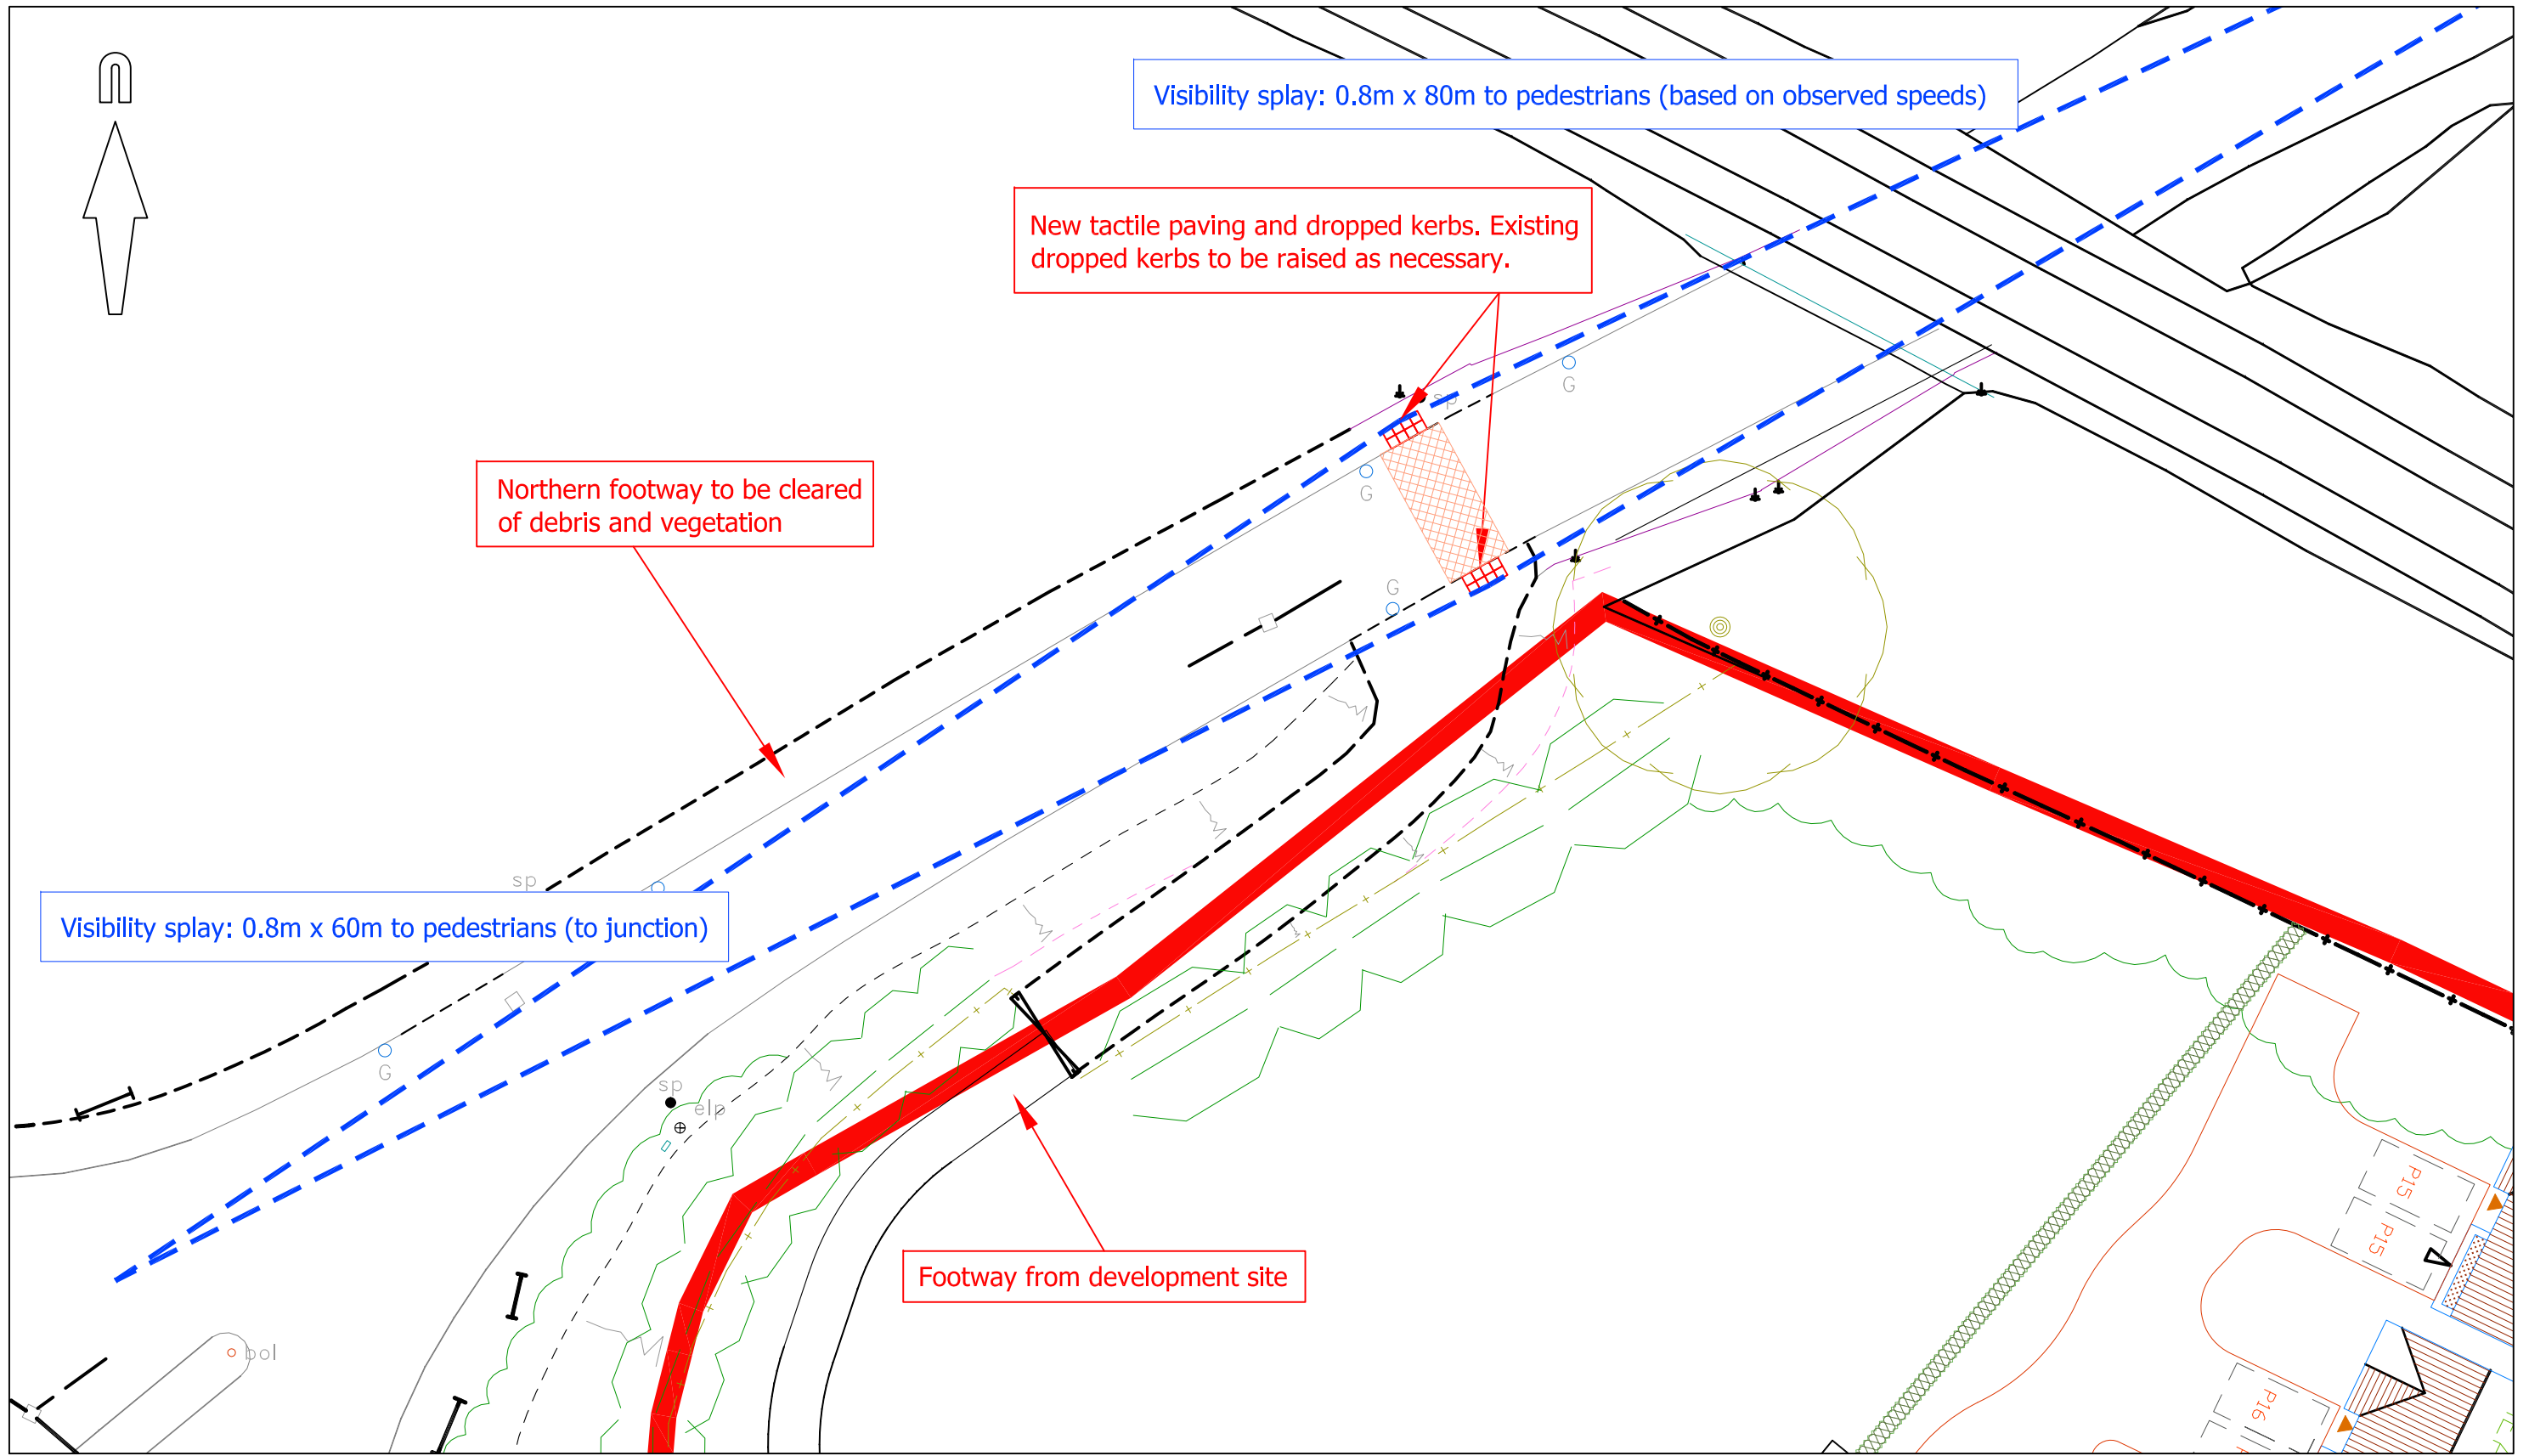 Visibility splay: 0.8m x 80m to pedestrians (based on observed speeds)
New tactile paving and dropped kerbs. Existing
dropped kerbs to be raised as necessary.
G
sp
Northern footway to be cleared
of debris and vegetation
G
G
sp
Visibility splay: 0.8m x 60m to pedestrians (to junction)
G
sp
elp
P15
P15
Footway from development site
bol
P16